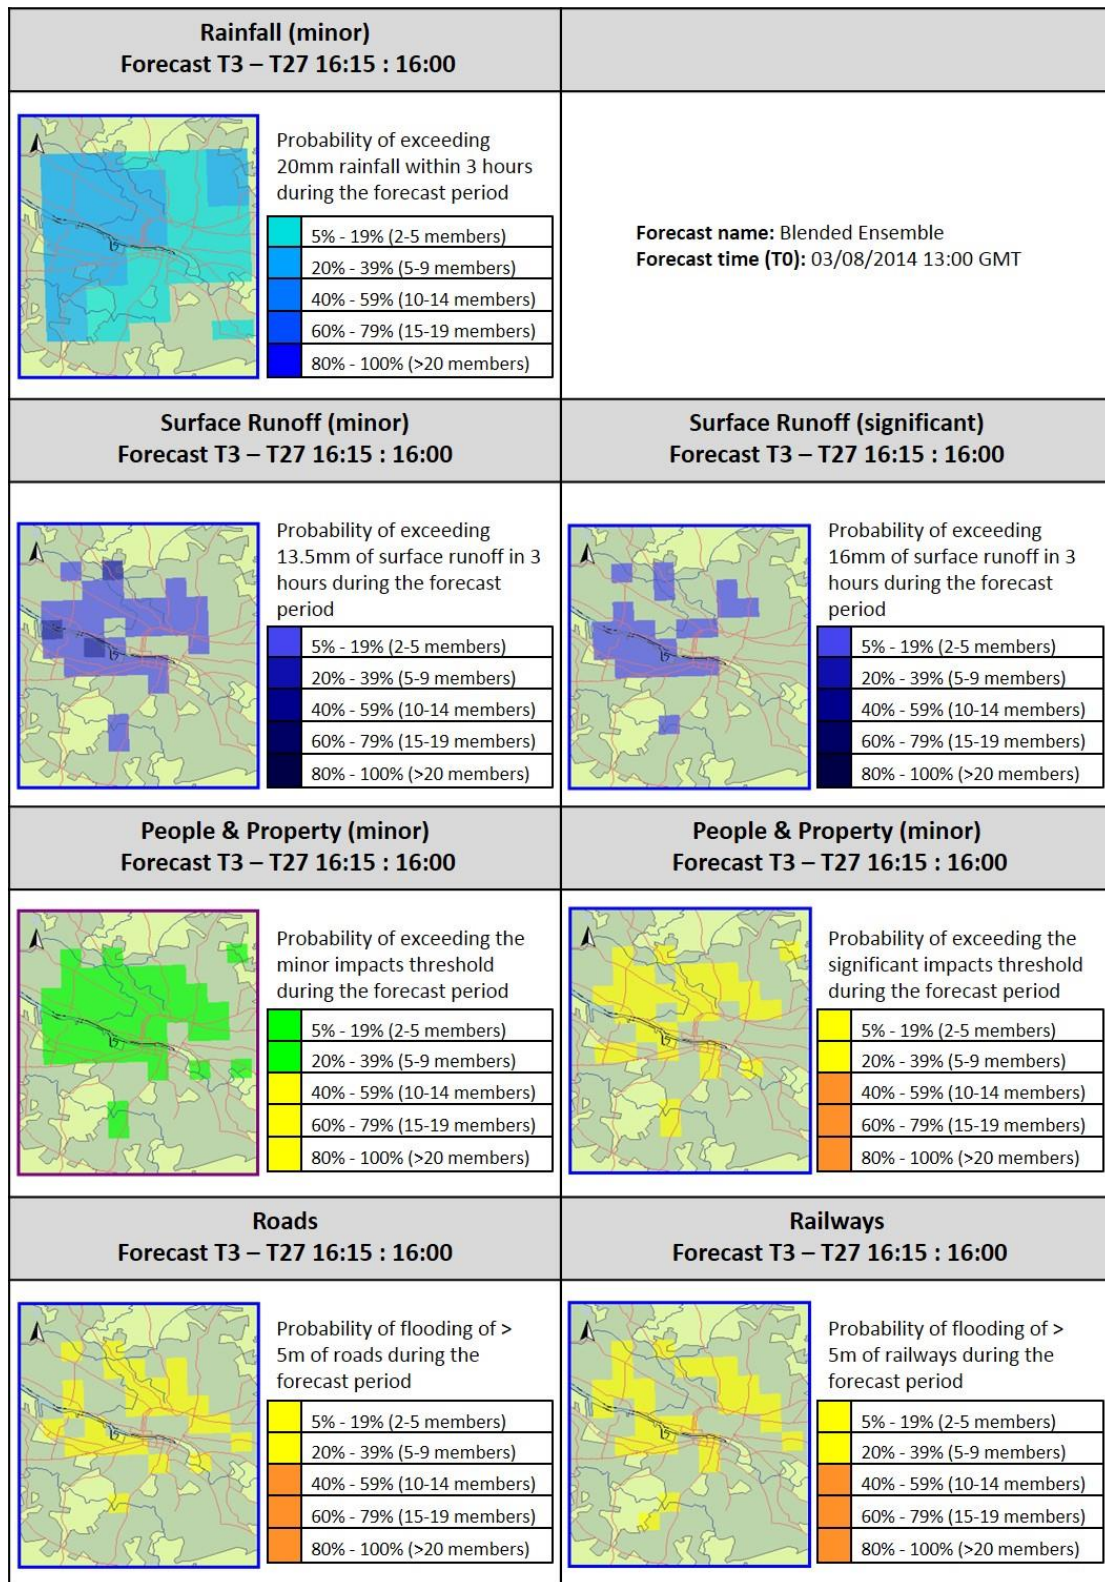 Rainfall (minor)
Forecast T3 – T27 16:15 : 16:00
Probability of exceeding
20mm rainfall within 3 hours
during the forecast period
5% - 19% (2-5 members)
20% - 39% (5-9 members)
40% - 59% (10-14 members)
60% - 79% (15-19 members)
80% - 100% (>20 members)
Forecast name: Blended Ensemble
Forecast time (T0): 03/08/2014 13:00 GMT
Surface Runoff (minor)
Forecast T3 – T27 16:15 : 16:00
Probability of exceeding
13.5mm of surface runoff in 3
hours during the forecast
period
5% - 19% (2-5 members)
20% - 39% (5-9 members)
40% - 59% (10-14 members)
60% - 79% (15-19 members)
80% - 100% (>20 members)
Surface Runoff (significant)
Forecast T3 – T27 16:15 : 16:00
Probability of exceeding
16mm of surface runoff in 3
hours during the forecast
period
5% - 19% (2-5 members)
20% - 39% (5-9 members)
40% - 59% (10-14 members)
60% - 79% (15-19 members)
80% - 100% (>20 members)
People & Property (minor)
Forecast T3 – T27 16:15 : 16:00
Probability of exceeding the
minor impacts threshold
during the forecast period
5% - 19% (2-5 members)
20% - 39% (5-9 members)
40% - 59% (10-14 members)
60% - 79% (15-19 members)
80% - 100% (>20 members)
People & Property (minor)
Forecast T3 – T27 16:15 : 16:00
Probability of exceeding the
significant impacts threshold
during the forecast period
5% - 19% (2-5 members)
20% - 39% (5-9 members)
40% - 59% (10-14 members)
60% - 79% (15-19 members)
80% - 100% (>20 members)
Roads
Forecast T3 – T27 16:15 : 16:00
Probability of flooding of >
5m of roads during the
forecast period
5% - 19% (2-5 members)
20% - 39% (5-9 members)
40% - 59% (10-14 members)
60% - 79% (15-19 members)
80% - 100% (>20 members)
Railways
Forecast T3 – T27 16:15 : 16:00
Probability of flooding of >
5m of railways during the
forecast period
5% - 19% (2-5 members)
20% - 39% (5-9 members)
40% - 59% (10-14 members)
60% - 79% (15-19 members)
80% - 100% (>20 members)